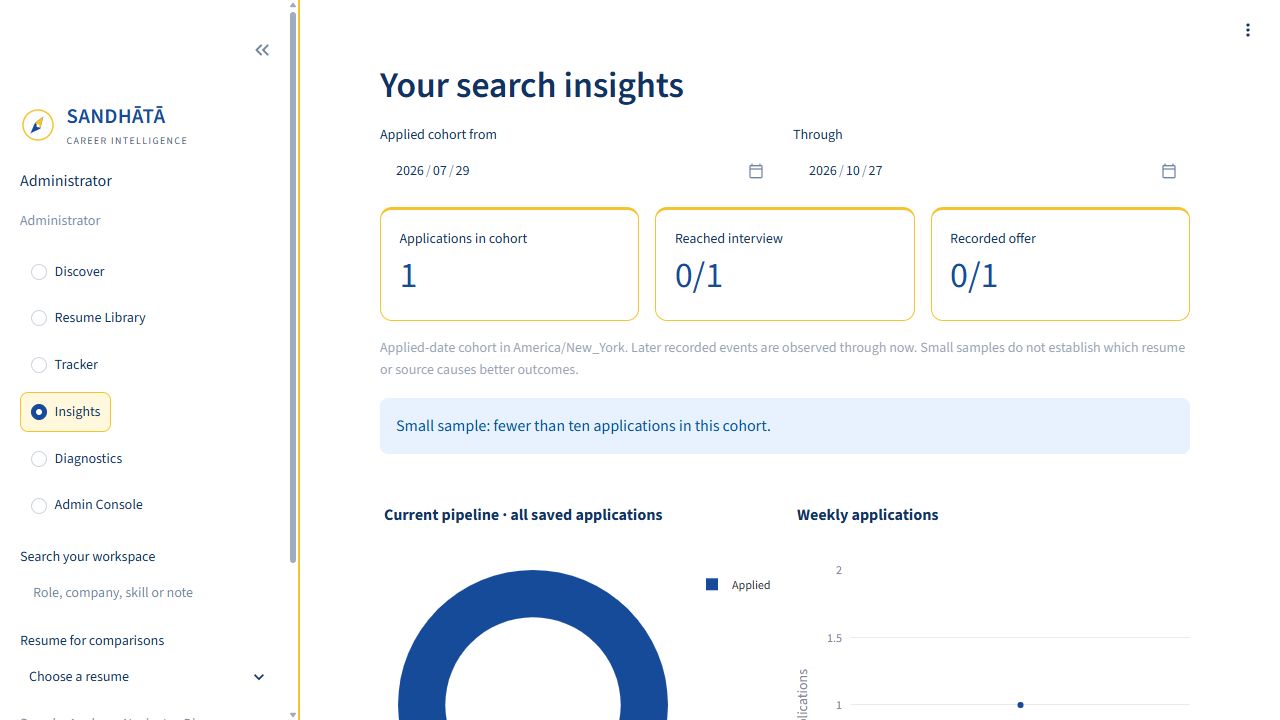 SANDHĀTĀ
CAREER INTELLIGENCE
Administrator
Administrator
Discover
Resume Library
Tracker
Insights
Diagnostics
Admin Console
Search your workspace
Role, company, skill or note
Resume for comparisons
Choose a resume
Your search insights
Applied cohort from
2026/07/29
Through
2026/10/27
Applications in cohort
1
Reached interview
0/1
Recorded offer
0/1
Applied-date cohort in America/New_York. Later recorded events are observed through now. Small samples do not establish which resume
or source causes better outcomes.
Small sample: fewer than ten applications in this cohort.
Current pipeline · all saved applications
Applied
Weekly applications
2
1.5
1